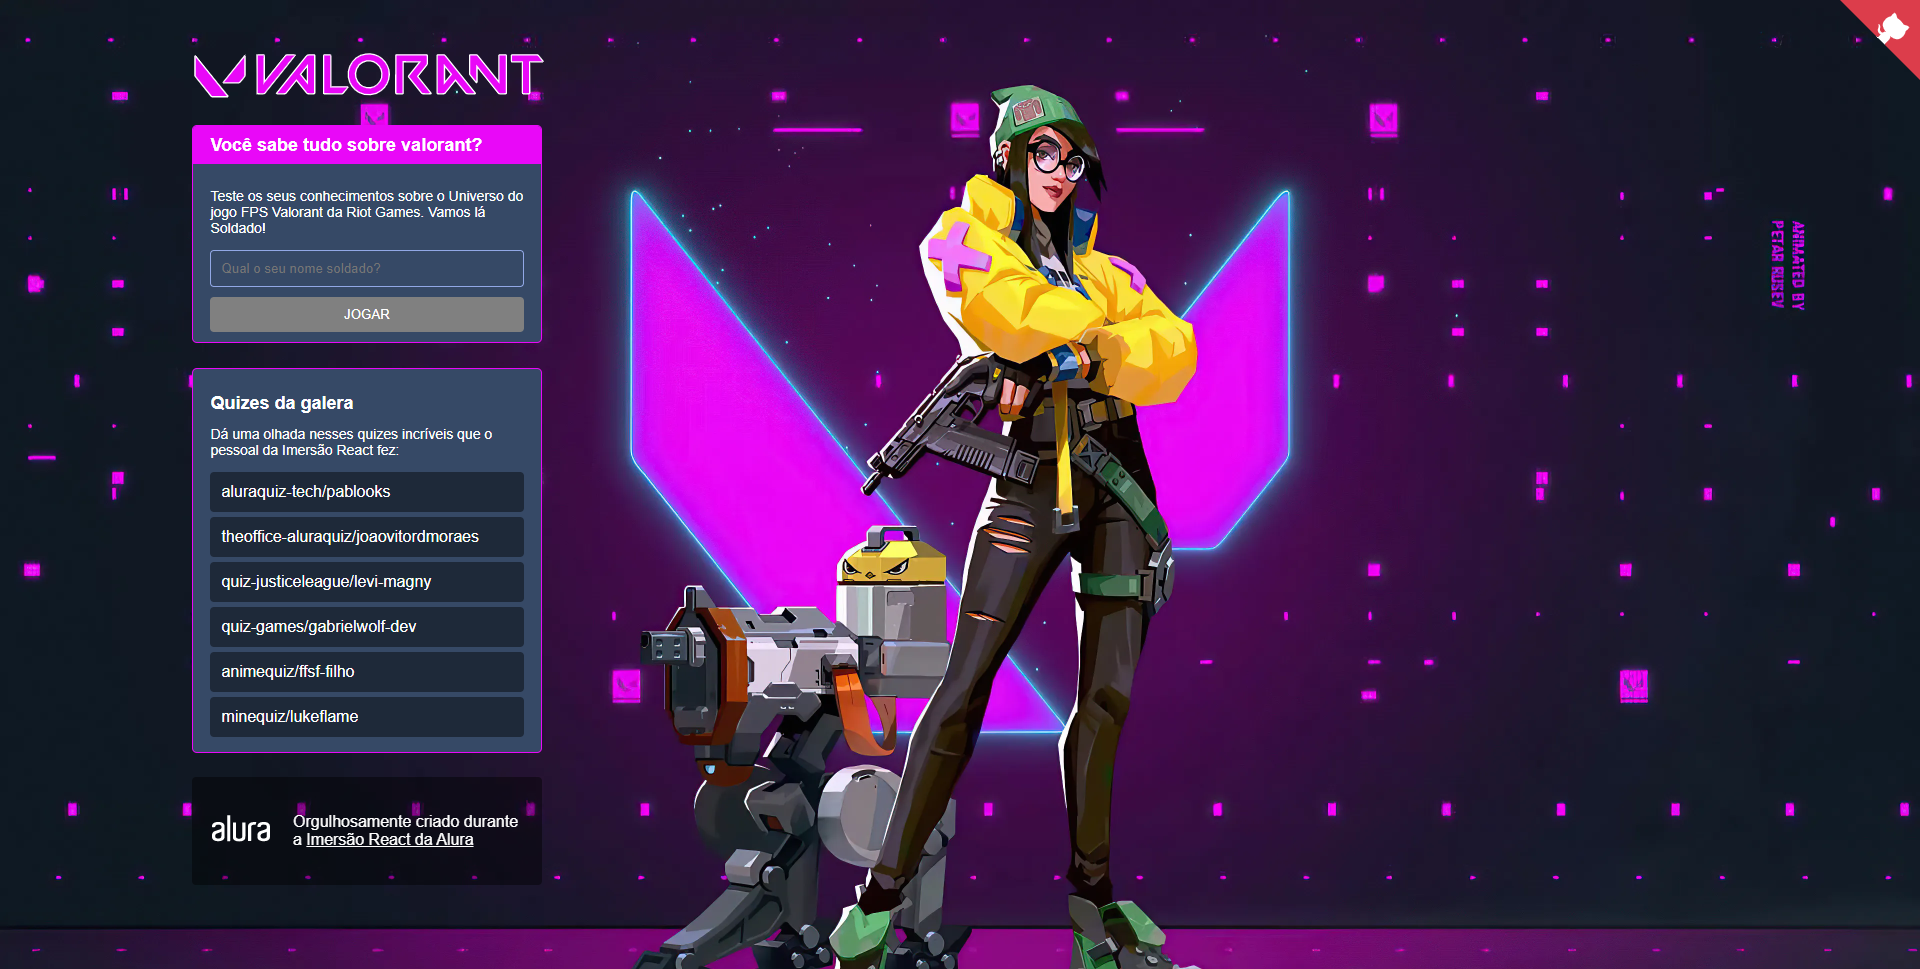 VALORANT
Você sabe tudo sobre valorant?
Teste os seus conhecimentos sobre o Universo do
jogo FPS Valorant da Riot Games. Vamos lá
Soldado!
Qual o seu nome soldado?
JOGAR
Quizes da galera
Dá uma olhada nesses quizes incríveis que o
pessoal da Imersão React fez:
aluraquiz-tech/pablooks
theoffice-aluraquiz/joaovitordmoraes
quiz-justiceleague/levi-magny
quiz-games/gabrielwolf-dev
animequiz/ffsf-filho
minequiz/lukeflame
alura
Orgulhosamente criado durante
a Imersão React da Alura
ANIMATED BY
PETAR RUSEV